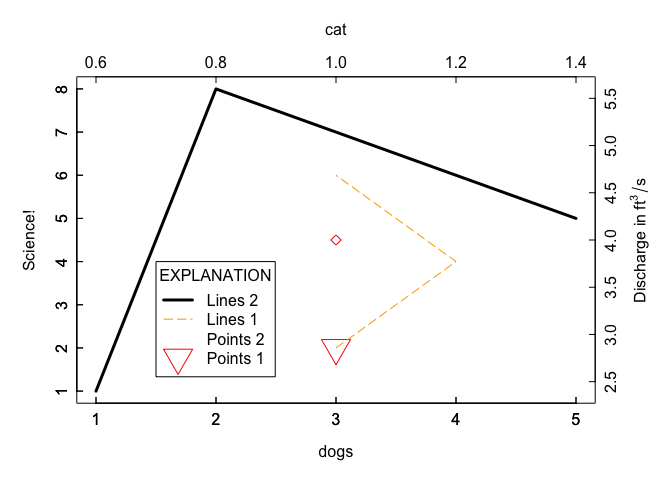 cat
0.6 0.8 1.0 1.2 1.4
8
7
6
5
4
3
2
1
Science!
5.5
5.0
4.5
4.0
3.5
3.0
2.5
Discharge in ft³/s
EXPLANATION
Lines 2
Lines 1
Points 2
Points 1
1 2 3 4 5
dogs